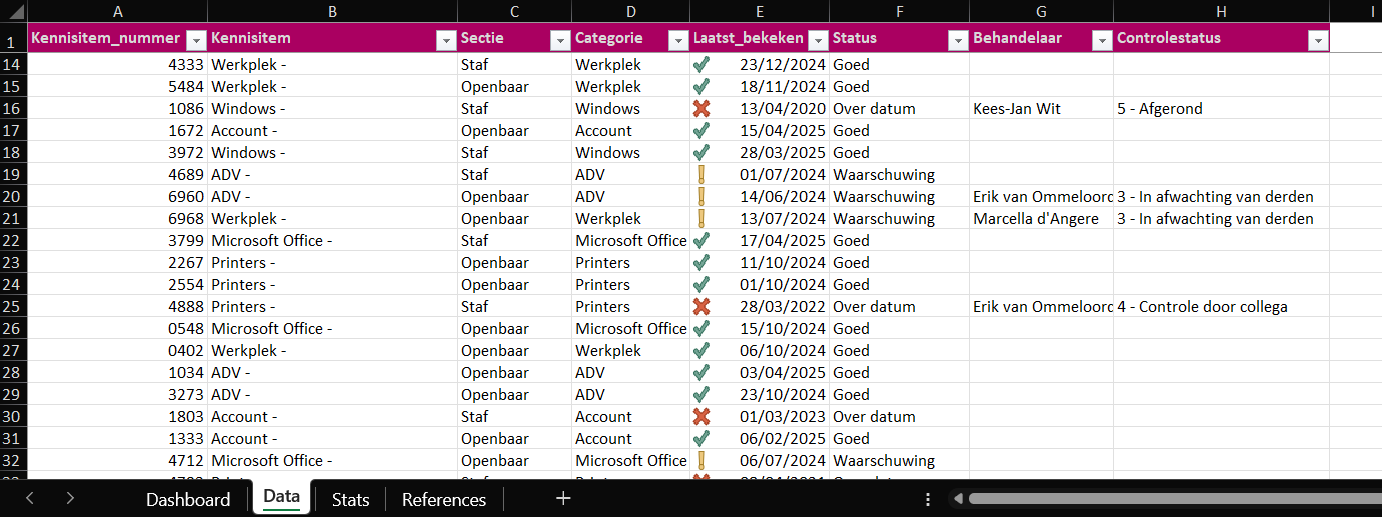 A B C D E F G H I
1 Kennisitem_nummer Kennisitem Sectie Categorie Laatst_bekeken Status Behandelaar Controlestatus
14 4333 Werkplek - Staf Werkplek 23/12/2024 Goed
15 5484 Werkplek - Openbaar Werkplek 18/11/2024 Goed
16 1086 Windows - Staf Windows 13/04/2020 Over datum Kees-Jan Wit 5 - Afgerond
17 1672 Account - Openbaar Account 15/04/2025 Goed
18 3972 Windows - Staf Windows 28/03/2025 Goed
19 4689 ADV - Staf ADV 01/07/2024 Waarschuwing
20 6960 ADV - Openbaar ADV 14/06/2024 Waarschuwing Erik van Ommeloord 3 - In afwachting van derden
21 6968 Werkplek - Openbaar Werkplek 13/07/2024 Waarschuwing Marcella d'Angere 3 - In afwachting van derden
22 3799 Microsoft Office - Staf Microsoft Office 17/04/2025 Goed
23 2267 Printers - Openbaar Printers 11/10/2024 Goed
24 2554 Printers - Openbaar Printers 01/10/2024 Goed
25 4888 Printers - Staf Printers 28/03/2022 Over datum Erik van Ommeloord 4 - Controle door collega
26 0548 Microsoft Office - Openbaar Microsoft Office 15/10/2024 Goed
27 0402 Werkplek - Openbaar Werkplek 06/10/2024 Goed
28 1034 ADV - Openbaar ADV 03/04/2025 Goed
29 3273 ADV - Openbaar ADV 23/10/2024 Goed
30 1803 Account - Staf Account 01/03/2023 Over datum
31 1333 Account - Openbaar Account 06/02/2025 Goed
32 4712 Microsoft Office - Openbaar Microsoft Office 06/07/2024 Waarschuwing
Dashboard Data Stats References